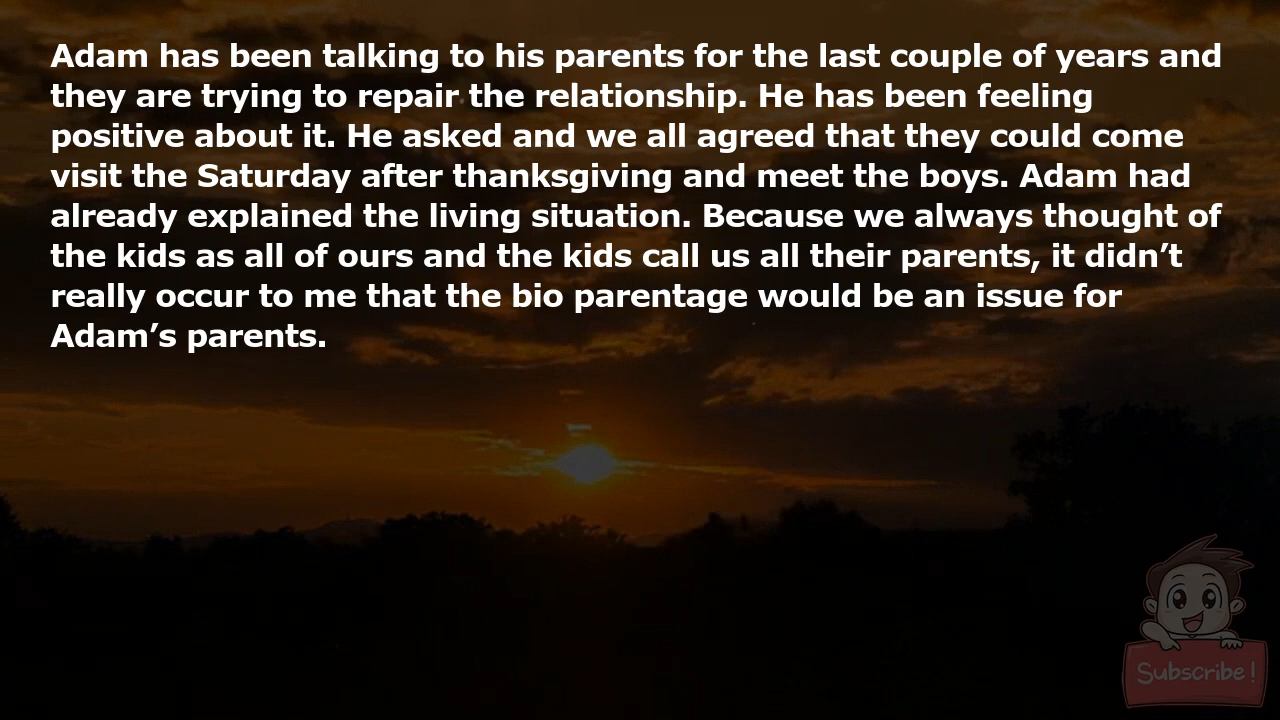 Adam has been talking to his parents for the last couple of years and
they are trying to repair the relationship. He has been feeling
positive about it. He asked and we all agreed that they could come
visit the Saturday after thanksgiving and meet the boys. Adam had
already explained the living situation. Because we always thought of
the kids as all of ours and the kids call us all their parents, it didn’t
really occur to me that the bio parentage would be an issue for
Adam’s parents.
Subscribe!